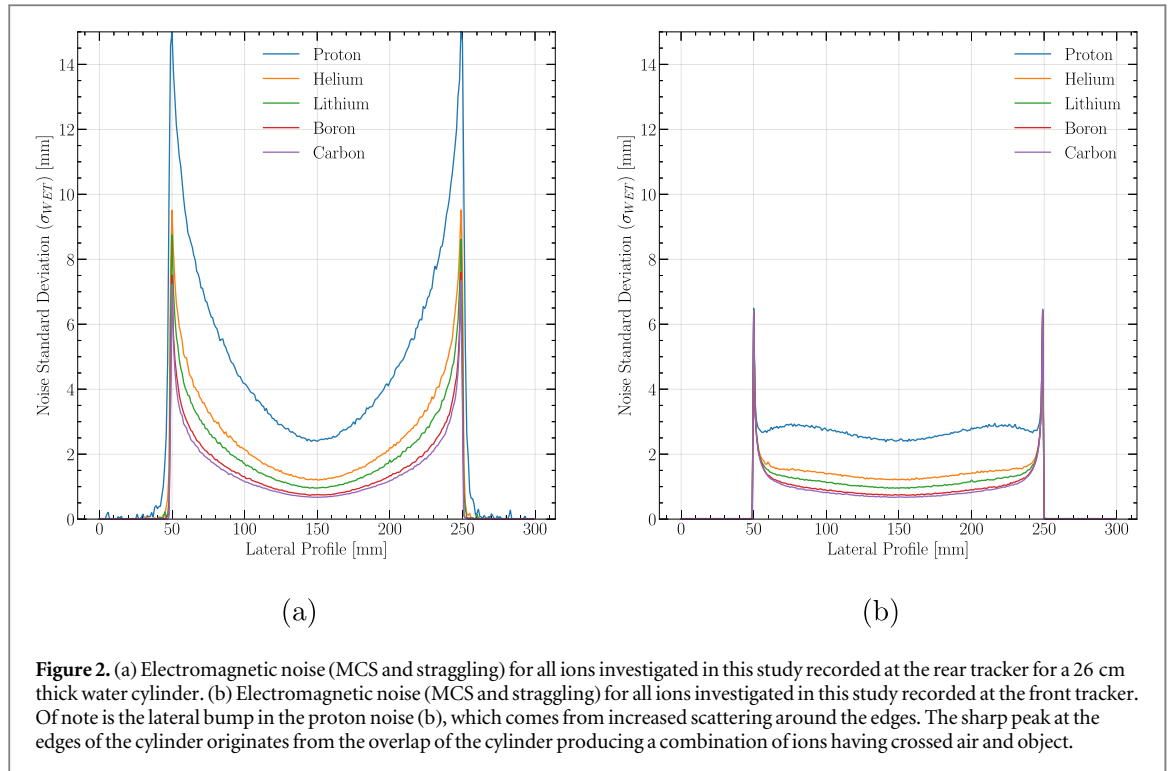 14
12
10
8
6
4
2
0
Noise Standard Deviation (σWET) [mm]
Proton
Helium
Lithium
Boron
Carbon
0 50 100 150 200 250 300
Lateral Profile [mm]
(a)
14
12
10
8
6
4
2
0
Noise Standard Deviation (σWET) [mm]
Proton
Helium
Lithium
Boron
Carbon
0 50 100 150 200 250 300
Lateral Profile [mm]
(b)
Figure 2. (a) Electromagnetic noise (MCS and straggling) for all ions investigated in this study recorded at the rear tracker for a 26 cm
thick water cylinder. (b) Electromagnetic noise (MCS and straggling) for all ions investigated in this study recorded at the front tracker.
Of note is the lateral bump in the proton noise (b), which comes from increased scattering around the edges. The sharp peak at the
edges of the cylinder originates from the overlap of the cylinder producing a combination of ions having crossed air and object.